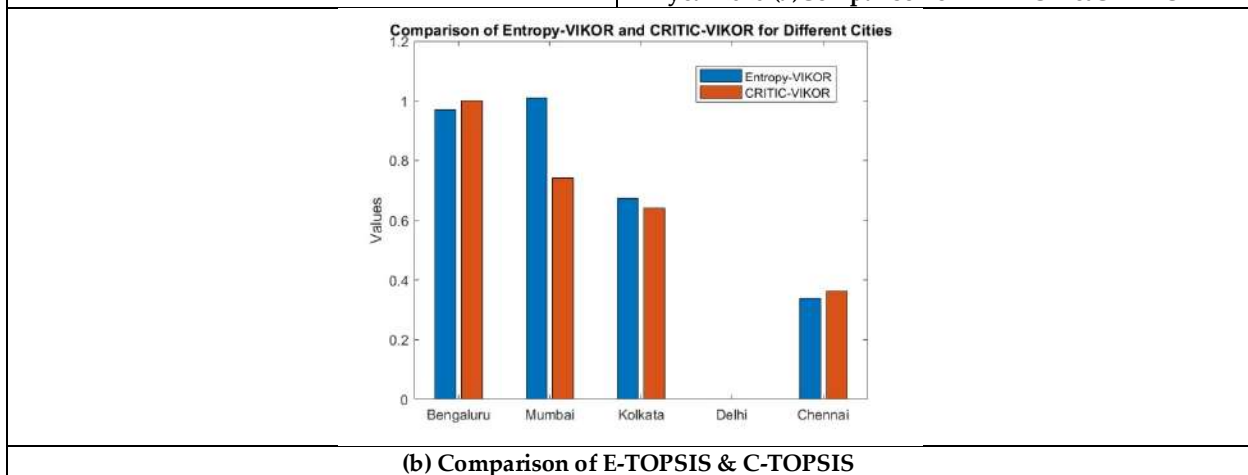 Comparison of Entropy-VIKOR and CRITIC-VIKOR for Different Cities
1.2
Entropy-VIKOR
CRITIC-VIKOR
1
0.8
0.6
0.4
0.2
0
Values
Bengaluru Mumbai Kolkata Delhi Chennai
(b) Comparison of E-TOPSIS & C-TOPSIS